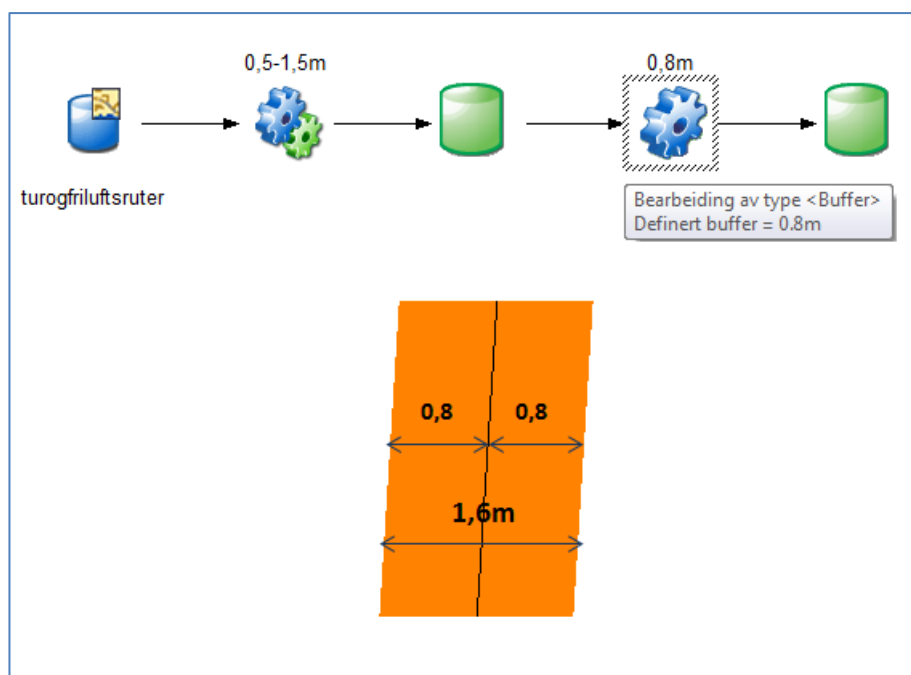 0,5-1,5m
0,8m
turogfriluftsruter
Bearbeiding av type <Buffer>
Definert buffer = 0.8m
0,8
0,8
1,6m